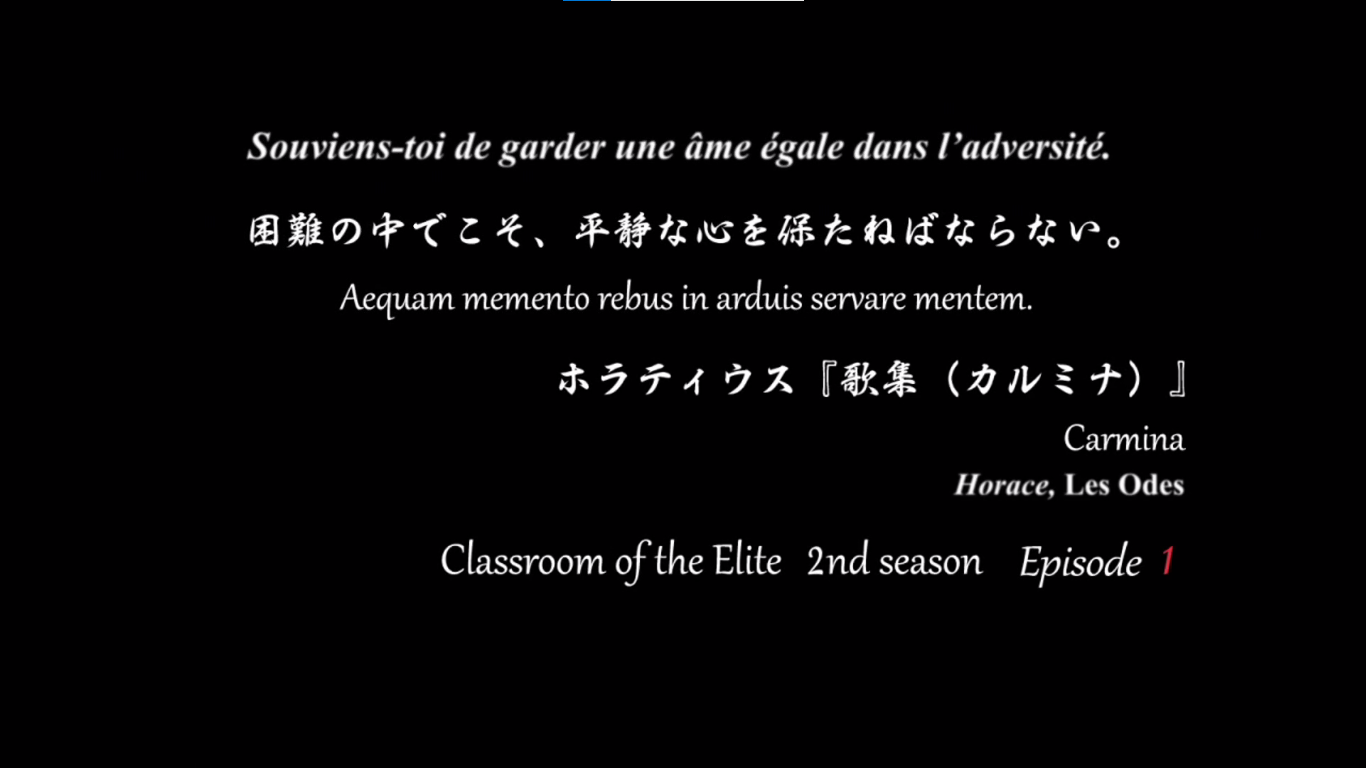 Souviens-toi de garder une âme égale dans l’adversité.
困難の中でこそ、平静な心を保たねばならない。
Aequam memento rebus in arduis servare mentem.
ホラティウス『歌集（カルミナ）』
Carmina
Horace, Les Odes
Classroom of the Elite 2nd season Episode 1